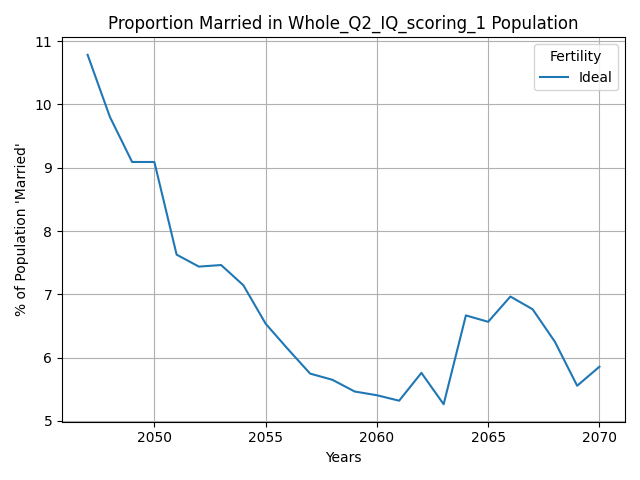 Proportion Married in Whole_Q2_IQ_scoring_1 Population
% of Population 'Married'
11
10
9
8
7
6
5
Fertility
Ideal
2050 2055 2060 2065 2070
Years